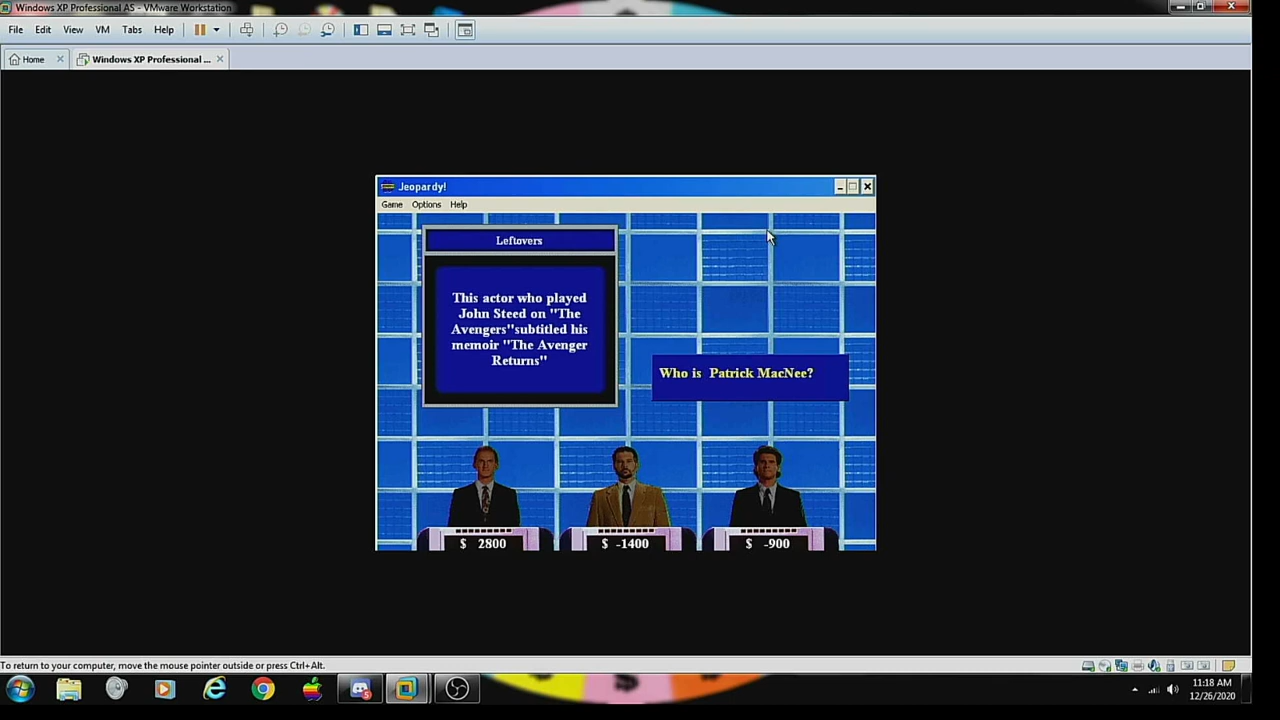 Windows XP Professional AS - VMware Workstation
File Edit View VM Tabs Help
Home
Windows XP Professional ...
Jeopardy!
Game Options Help
Leftovers
This actor who played
John Steed on "The
Avengers"subtitled his
memoir "The Avenger
Returns"
Who is  Patrick MacNee?
$ 2800
$ -1400
$ -900
To return to your computer, move the mouse pointer outside or press Ctrl+Alt.
5
11:18 AM
12/26/2020